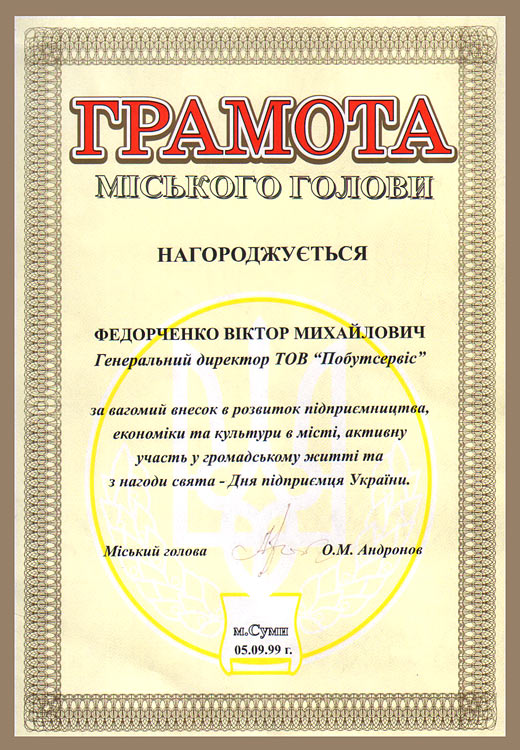 ГРАМОТА
МІСЬКОГО ГОЛОВИ
НАГОРОДЖУЄТЬСЯ
ФЕДОРЧЕНКО ВІКТОР МИХАЙЛОВИЧ
Генеральний директор ТОВ “Побутсервіс”
за вагомий внесок в розвиток підприємництва,
економіки та культури в місті, активну
участь у громадському житті та
з нагоди свята - Дня підприємця України.
Міський голова О.М. Андронов
м.Суми
05.09.99 г.